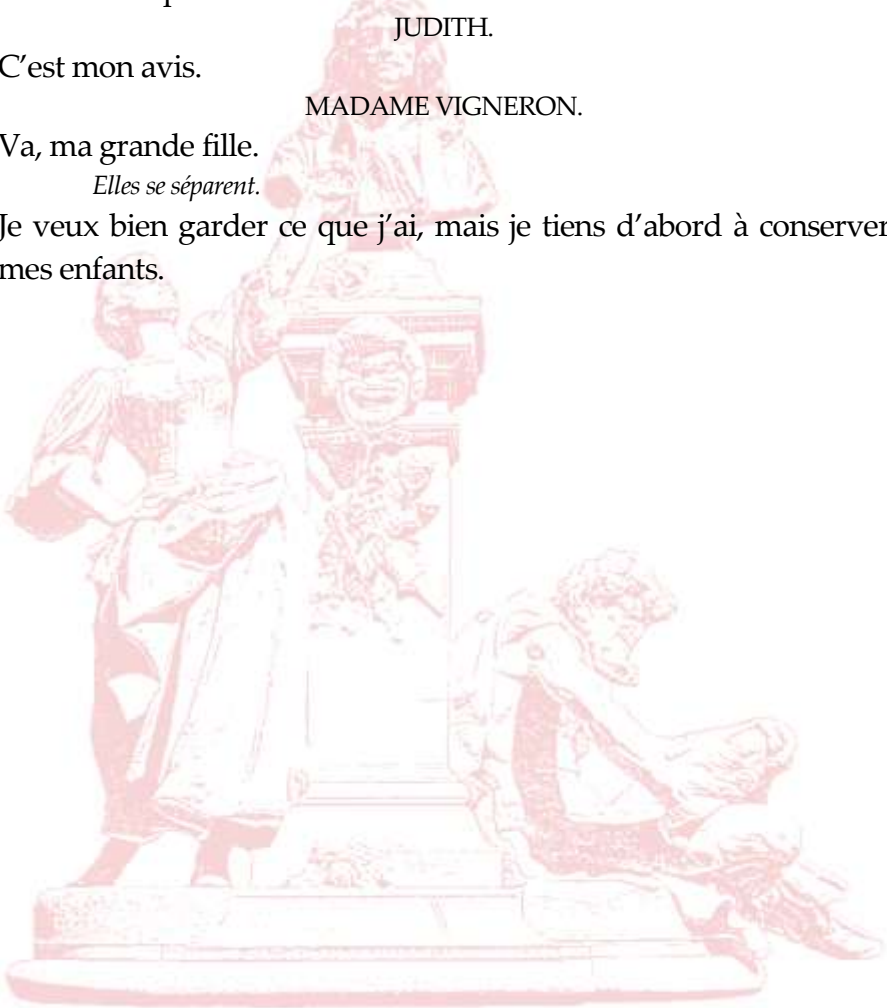 JUDITH.
C’est mon avis.
MADAME VIGNERON.
Va, ma grande fille.
Elles se séparent.
Je veux bien garder ce que j’ai, mais je tiens d’abord à conserver
mes enfants.